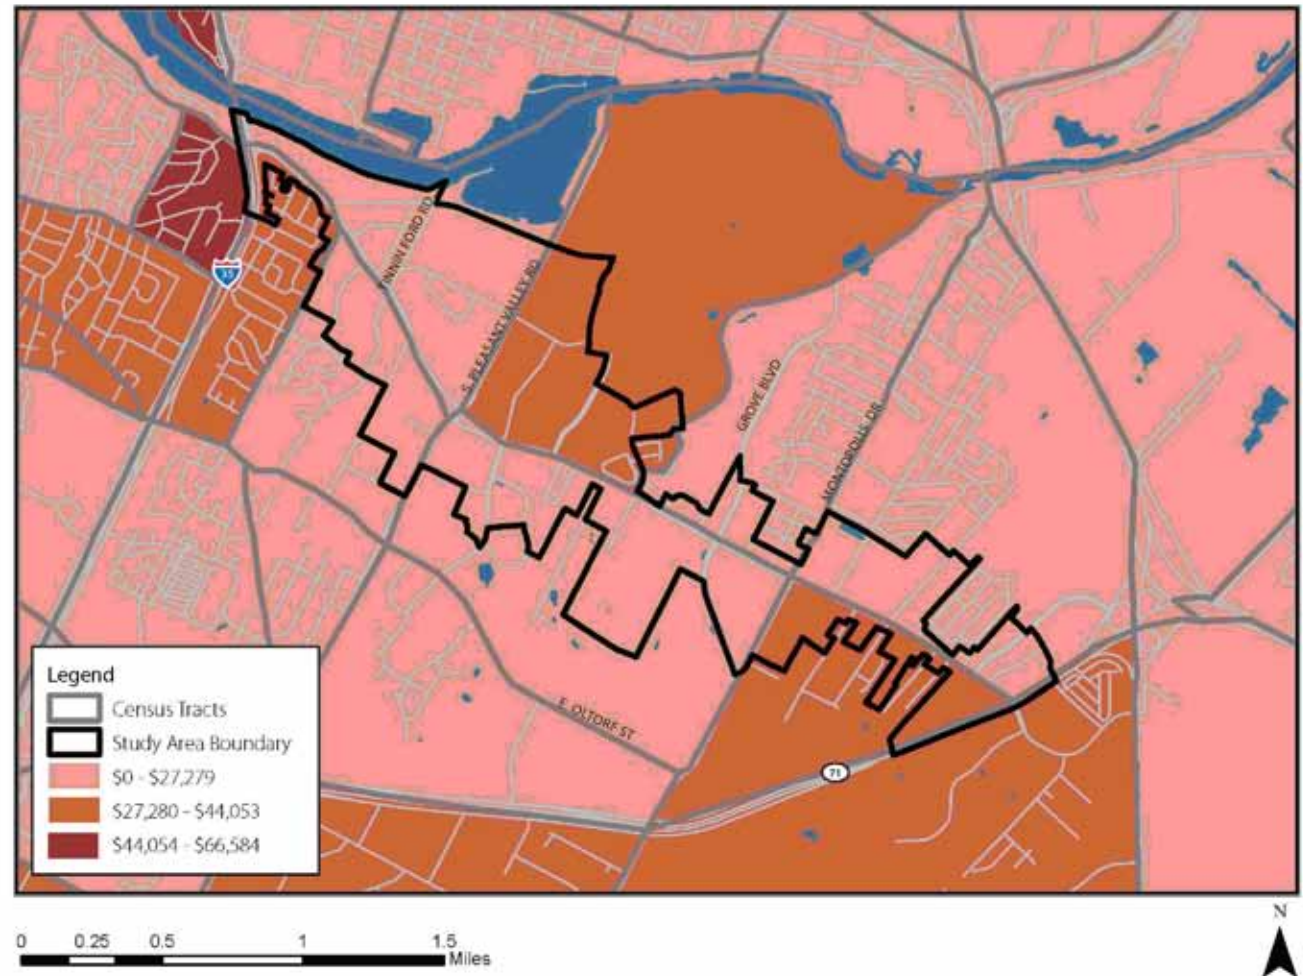 35
TINNIN FORD RD
S. PLEASANT VALLEY RD
GROVE BLVD
MONTOPOLIS DR
E. OLTORF ST
71
Legend
Census Tracts
Study Area Boundary
$0 - $27,279
$27,280 - $44,053
$44,054 - $66,584
N
0 0.25 0.5 1 1.5
Miles